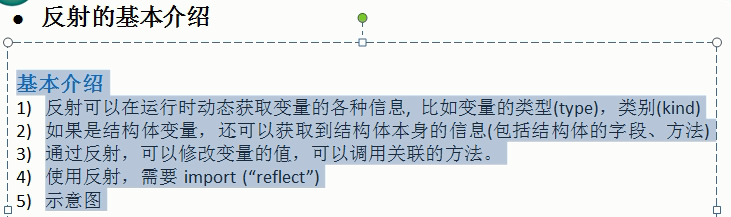 ● 反射的基本介绍
基本介绍
1) 反射可以在运行时动态获取变量的各种信息, 比如变量的类型(type)，类别(kind)
2) 如果是结构体变量，还可以获取到结构体本身的信息(包括结构体的字段、方法)
3) 通过反射，可以修改变量的值，可以调用关联的方法。
4) 使用反射，需要 import (“reflect”)
5) 示意图